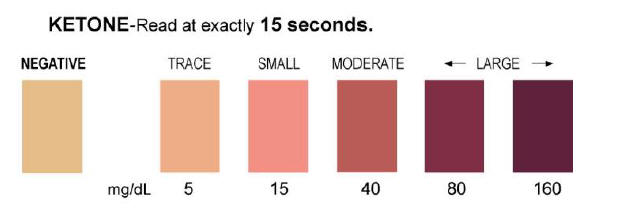 KETONE-Read at exactly 15 seconds.
NEGATIVE TRACE SMALL MODERATE ← LARGE →
mg/dL 5 15 40 80 160